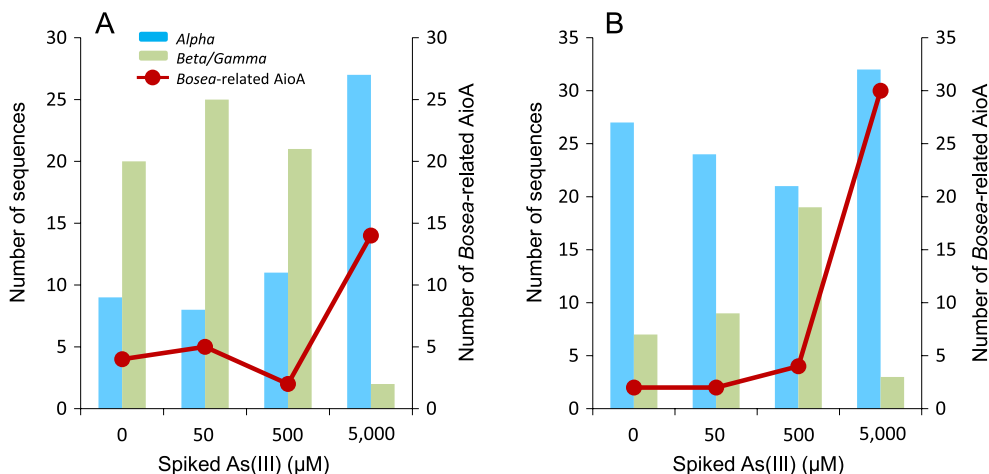 A
Number of sequences
30
25
20
15
10
5
0
Alpha
Beta/Gamma
Bosea-related AioA
30
25
20
15
10
5
0
Number of Bosea-related AioA
0 50 500 5,000
Spiked As(III) (µM)
B
Number of sequences
35
30
25
20
15
10
5
0
35
30
25
20
15
10
5
0
Number of Bosea-related AioA
0 50 500 5,000
Spiked As(III) (µM)